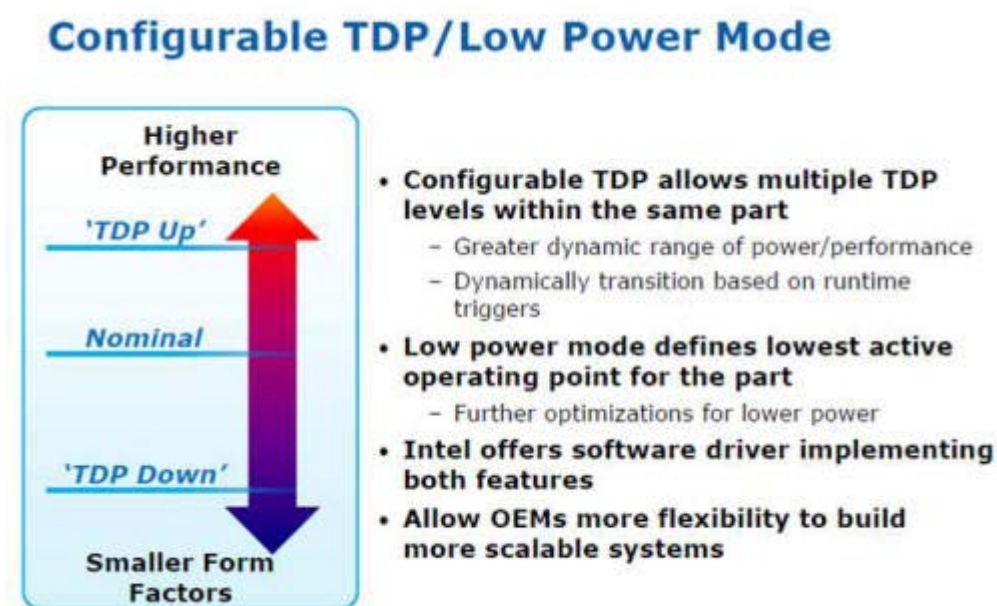 Configurable TDP/Low Power Mode
Higher
Performance
‘TDP Up’
Nominal
‘TDP Down’
Smaller Form
Factors
• Configurable TDP allows multiple TDP
levels within the same part
– Greater dynamic range of power/performance
– Dynamically transition based on runtime
triggers
• Low power mode defines lowest active
operating point for the part
– Further optimizations for lower power
• Intel offers software driver implementing
both features
• Allow OEMs more flexibility to build
more scalable systems